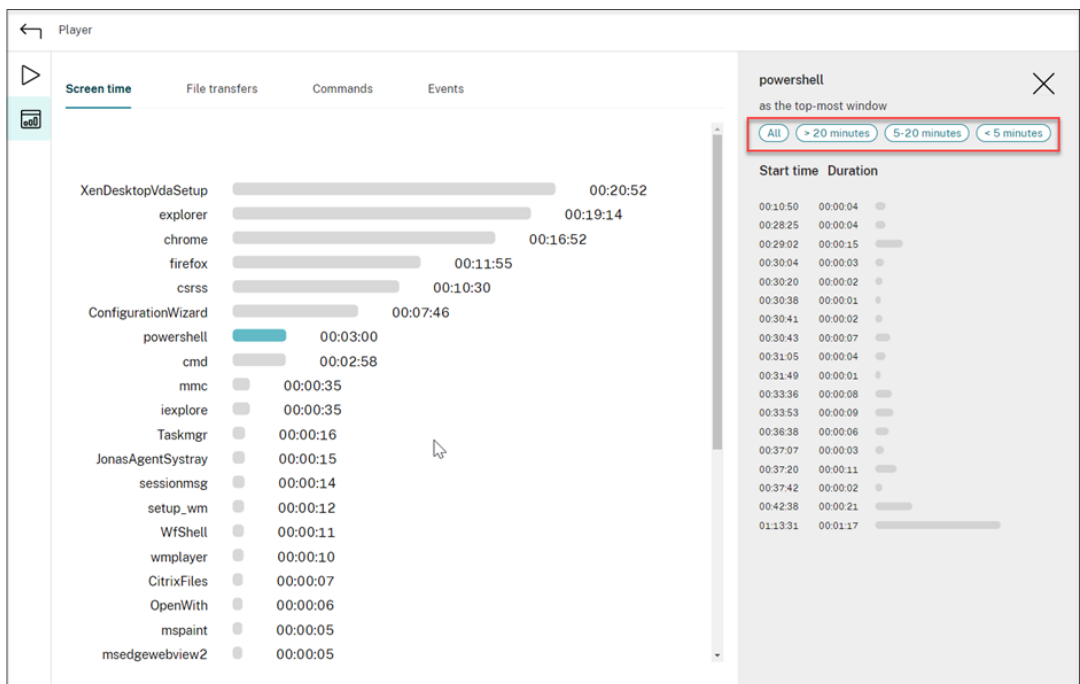 Player
Screen time File transfers Commands Events
XenDesktopVdaSetup 00:20:52
explorer 00:19:14
chrome 00:16:52
firefox 00:11:55
csrss 00:10:30
ConfigurationWizard 00:07:46
powershell 00:03:00
cmd 00:02:58
mmc 00:00:35
iexplore 00:00:35
Taskmgr 00:00:16
JonasAgentSystray 00:00:15
sessionmsg 00:00:14
setup_wm 00:00:12
WfShell 00:00:11
wmplayer 00:00:10
CitrixFiles 00:00:07
OpenWith 00:00:06
mspaint 00:00:05
msedgewebview2 00:00:05
powershell
as the top-most window
All > 20 minutes 5-20 minutes < 5 minutes
Start time Duration
00:10:50 00:00:04
00:28:25 00:00:04
00:29:02 00:00:15
00:30:04 00:00:03
00:30:20 00:00:02
00:30:38 00:00:01
00:30:41 00:00:02
00:30:43 00:00:07
00:31:05 00:00:04
00:31:49 00:00:01
00:33:36 00:00:08
00:33:53 00:00:09
00:36:38 00:00:06
00:37:07 00:00:03
00:37:20 00:00:11
00:37:42 00:00:02
00:42:38 00:00:21
01:13:31 00:01:17